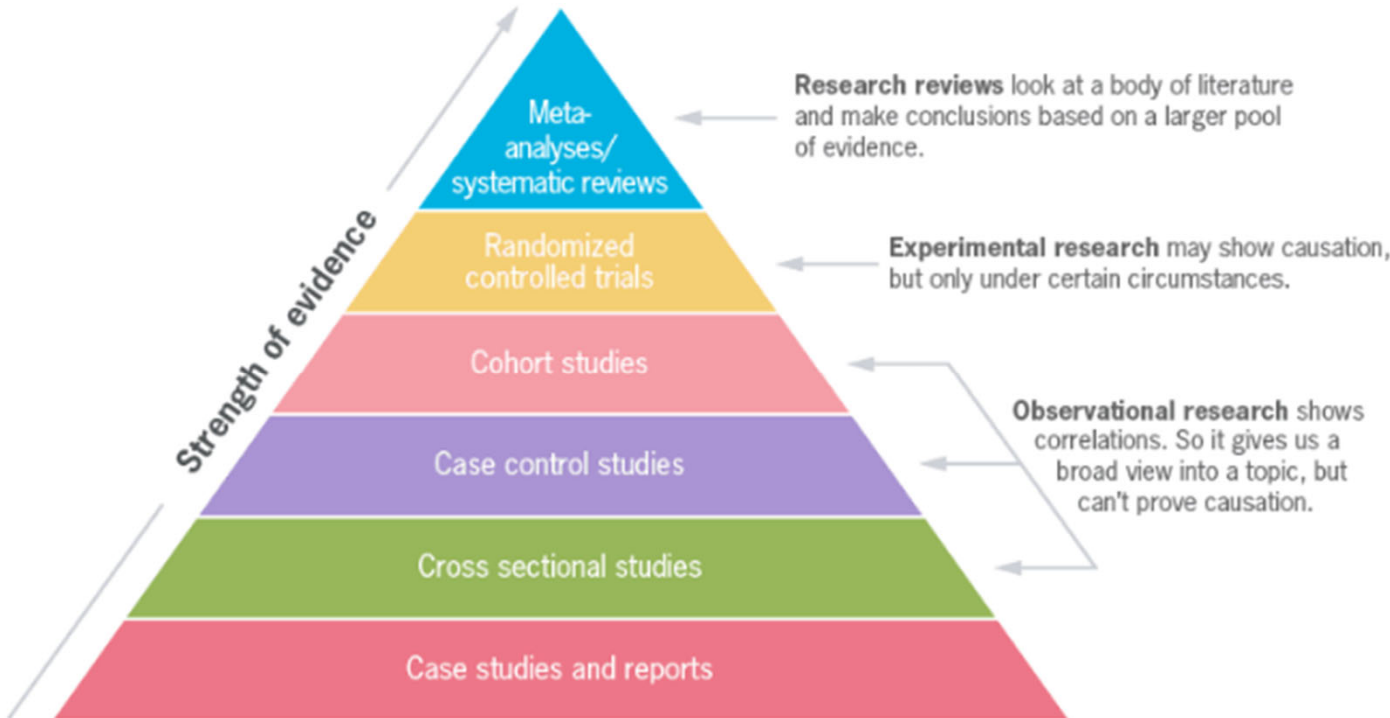 Meta-
analyses/
systematic reviews
Research reviews look at a body of literature
and make conclusions based on a larger pool
of evidence.
Strength of evidence
Randomized
controlled trials
Experimental research may show causation,
but only under certain circumstances.
Cohort studies
Observational research shows
correlations. So it gives us a
broad view into a topic, but
can't prove causation.
Case control studies
Cross sectional studies
Case studies and reports